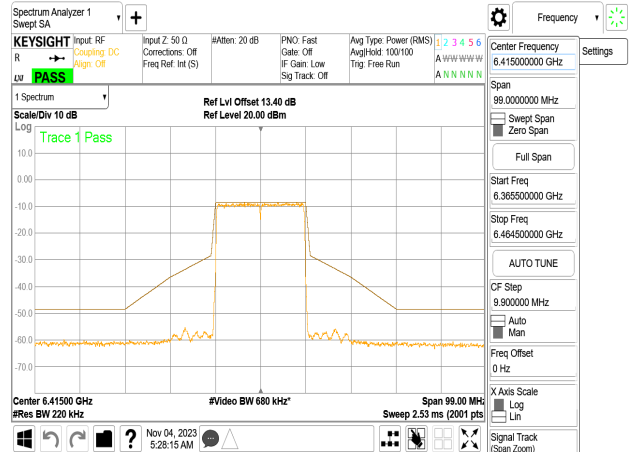 Spectrum Analyzer 1
Swept SA
Frequency
KEYSIGHT
R
LXI
PASS
Input: RF
Coupling: DC
Align: Off
Input Z: 50 Ω
Corrections: Off
Freq Ref: Int (S)
#Atten: 20 dB
PNO: Fast
Gate: Off
IF Gain: Low
Sig Track: Off
Avg Type: Power (RMS)
Avg|Hold: 100/100
Trig: Free Run
1 2 3 4 5 6
A W W W W W
A N N N N N
1 Spectrum
Scale/Div 10 dB
Ref Lvl Offset 13.40 dB
Ref Level 20.00 dBm
Log
Trace 1 Pass
10.0
0.00
-10.0
-20.0
-30.0
-40.0
-50.0
-60.0
-70.0
Center 6.41500 GHz
#Res BW 220 kHz
#Video BW 680 kHz*
Span 99.00 MHz
Sweep 2.53 ms (2001 pts
Nov 04, 2023
5:28:15 AM
Center Frequency
6.415000000 GHz
Settings
Span
99.0000000 MHz
Swept Span
Zero Span
Full Span
Start Freq
6.365500000 GHz
Stop Freq
6.464500000 GHz
AUTO TUNE
CF Step
9.900000 MHz
Auto
Man
Freq Offset
0 Hz
X Axis Scale
Log
Lin
Signal Track
(Span Zoom)